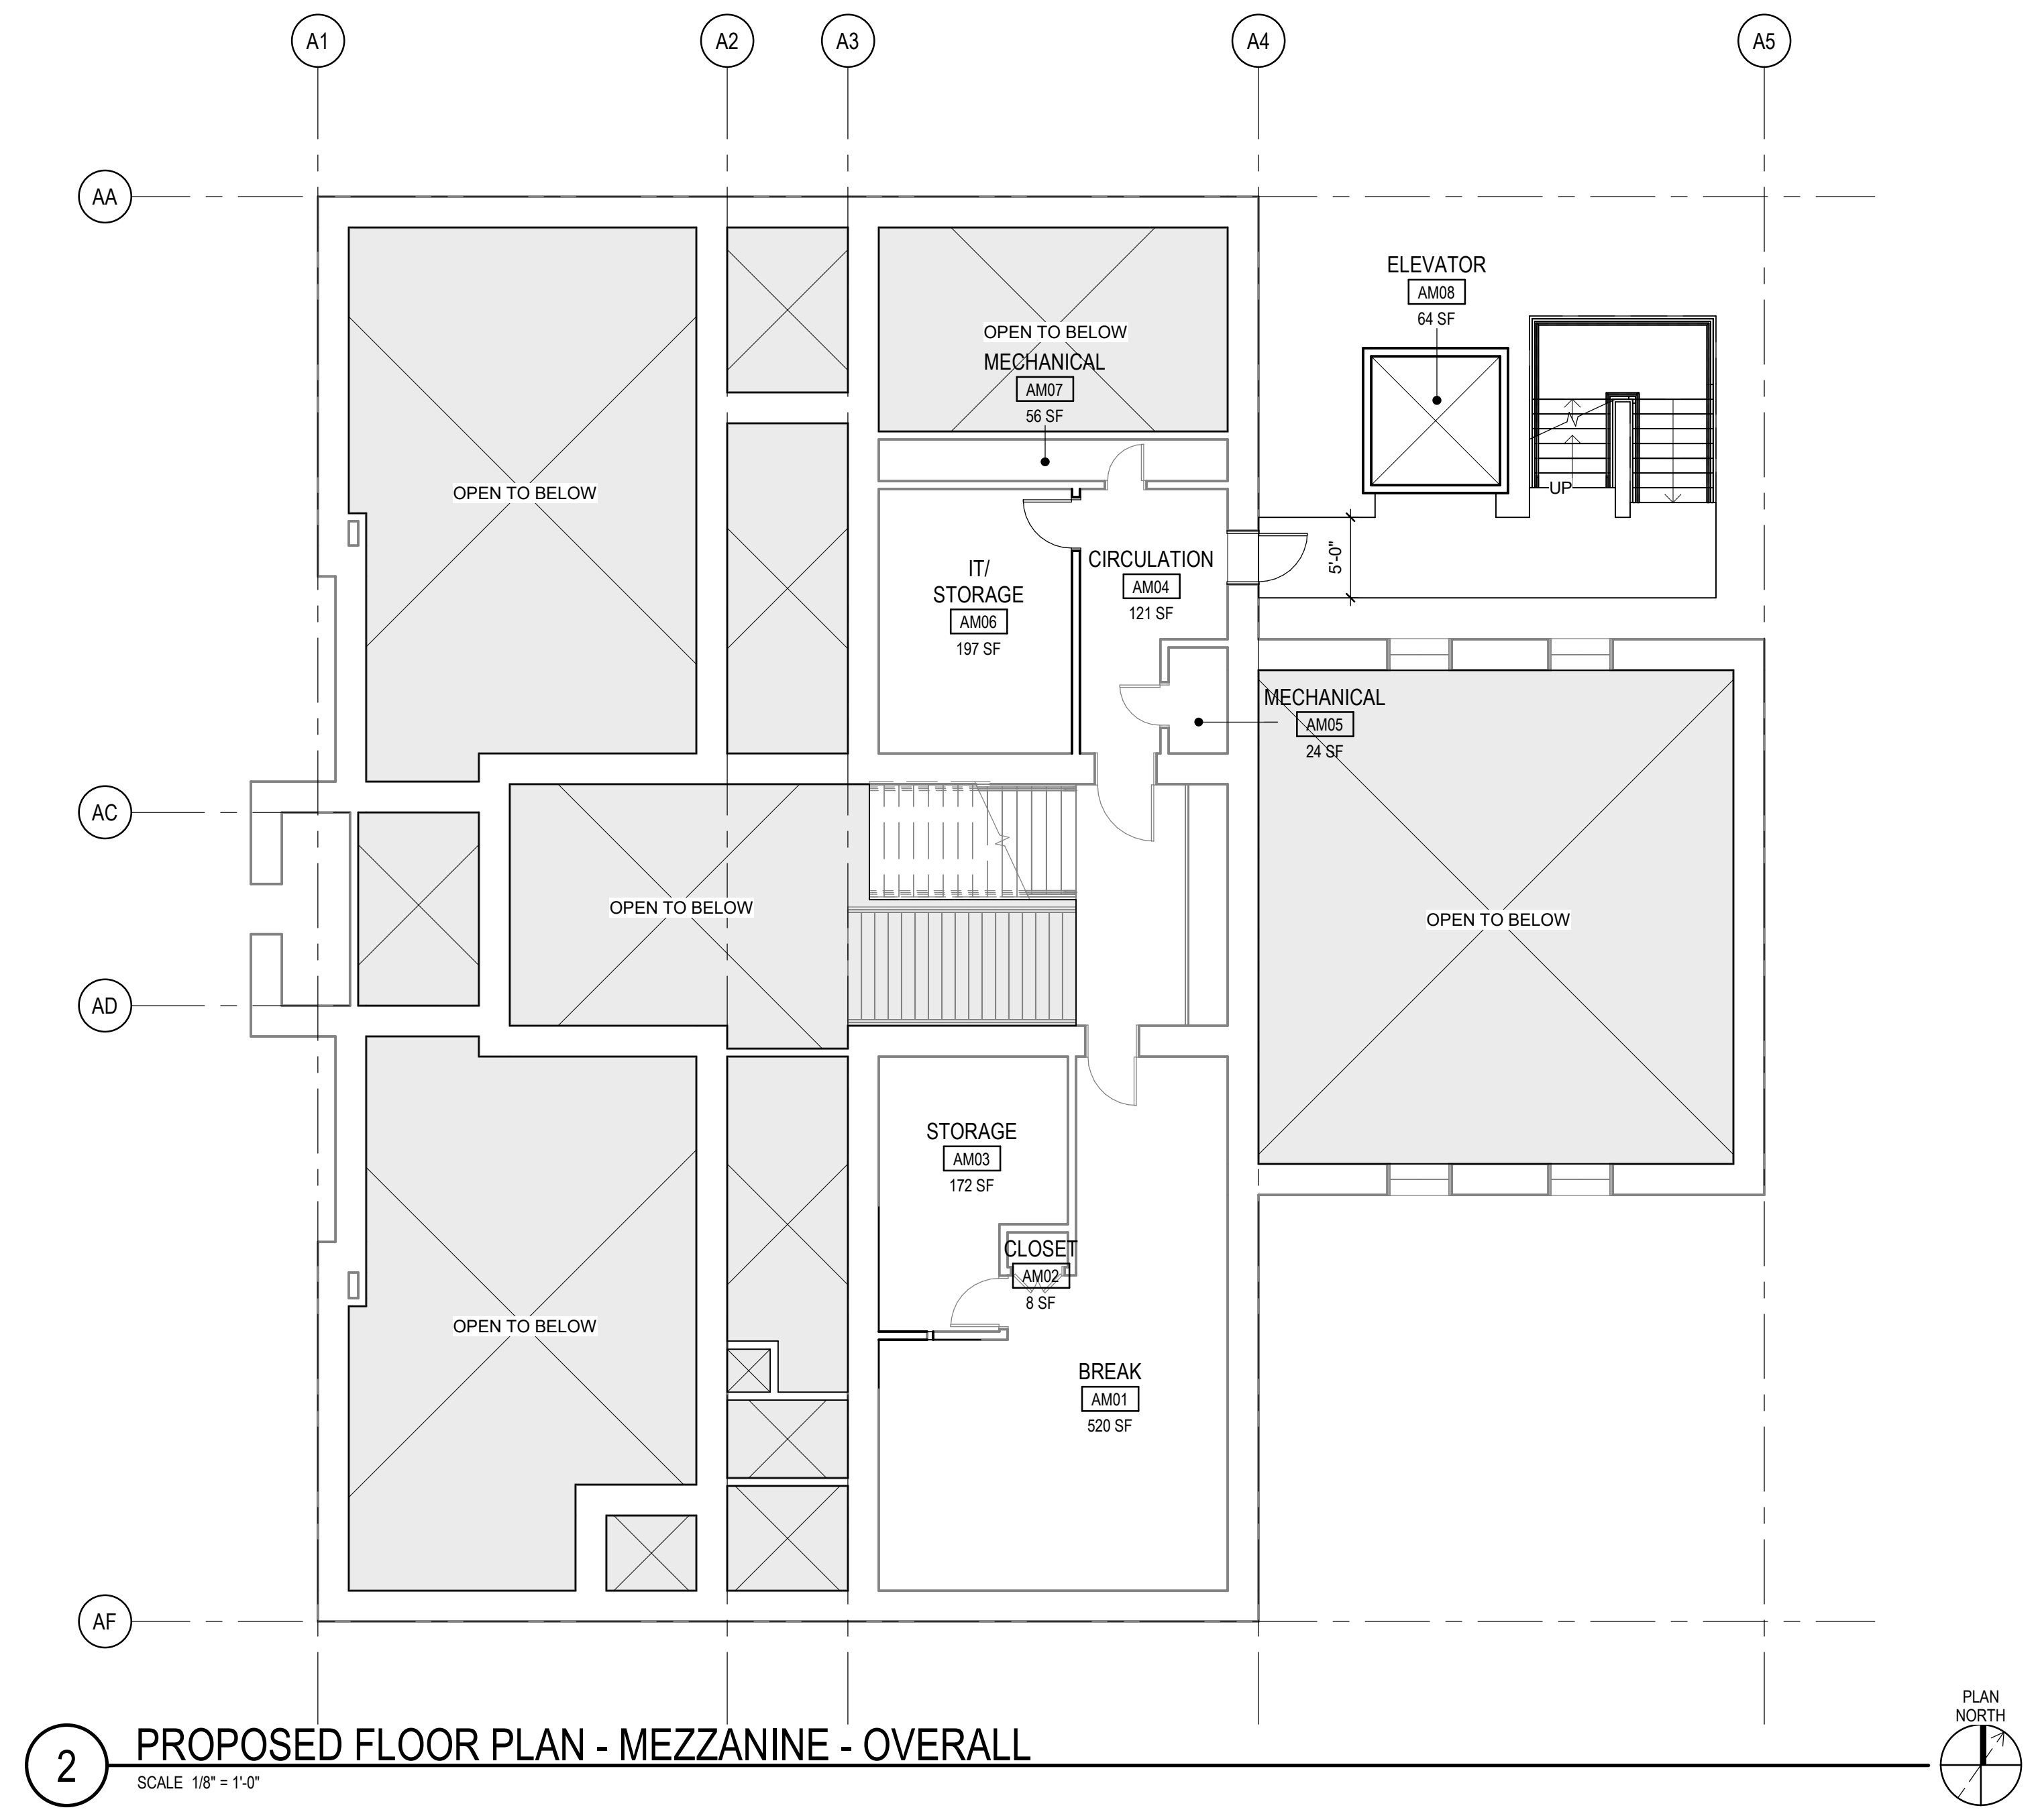 A1
A2
A3
A4
A5
AA
ELEVATOR
AM08
64 SF
OPEN TO BELOW
MECHANICAL
AM07
56 SF
OPEN TO BELOW
UP
5'-0"
IT/
STORAGE
AM06
197 SF
CIRCULATION
AM04
121 SF
MECHANICAL
AM05
24 SF
AC
OPEN TO BELOW
OPEN TO BELOW
AD
STORAGE
AM03
172 SF
CLOSET
AM02
8 SF
OPEN TO BELOW
BREAK
AM01
520 SF
AF
PLAN
NORTH
2
PROPOSED FLOOR PLAN - MEZZANINE - OVERALL
SCALE 1/8" = 1'-0"